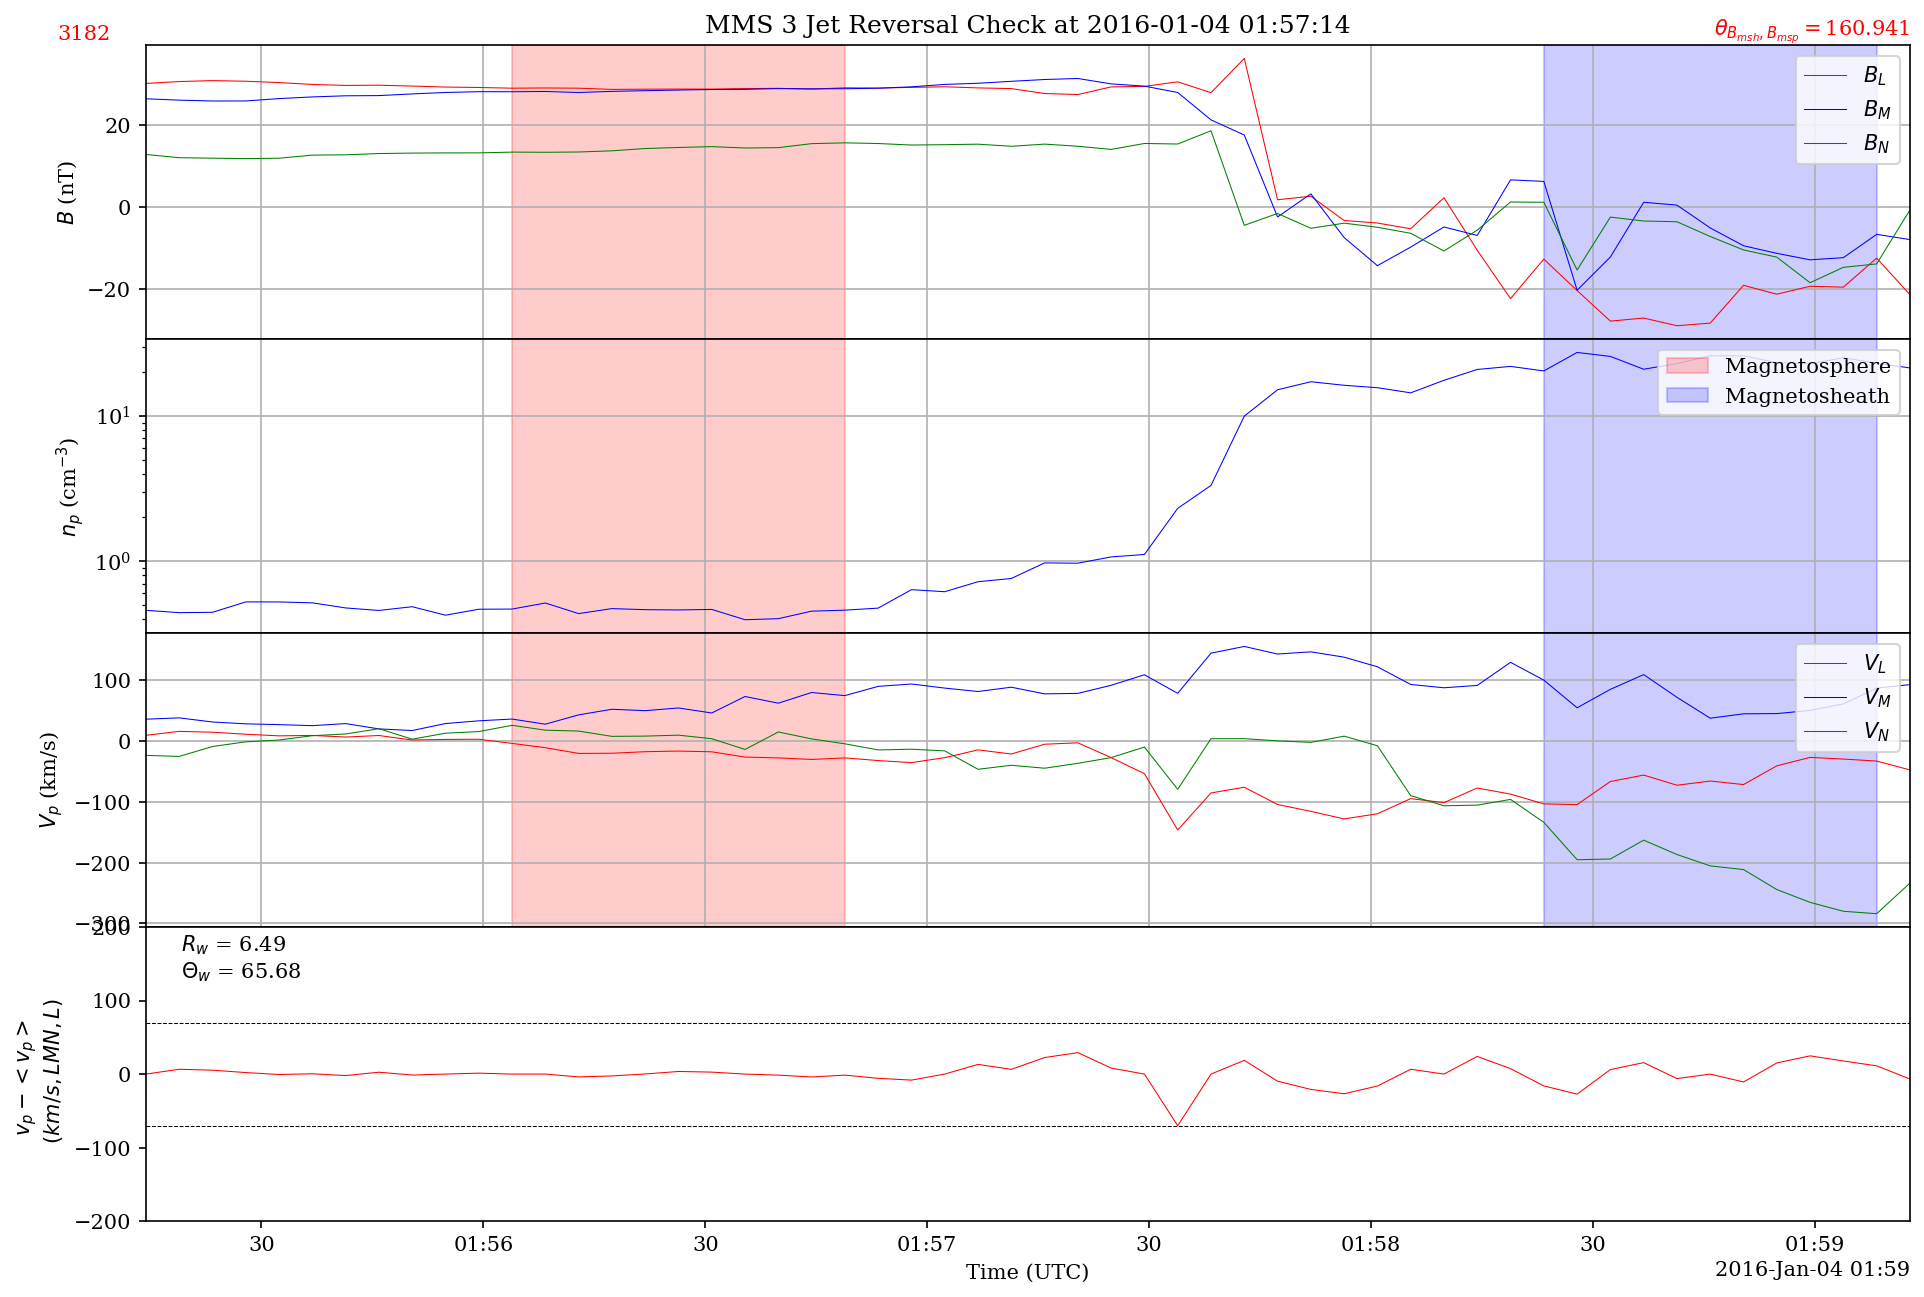 3182
MMS 3 Jet Reversal Check at 2016-01-04 01:57:14
θ_{B_{msh}, B_{msp}} = 160.941
B (nT)
20
0
−20
B_L
B_M
B_N
n_p (cm^{−3})
10^1
10^0
Magnetosphere
Magnetosheath
V_p (km/s)
100
0
−100
−200
−300
V_L
V_M
V_N
v_p − < v_p >
(km/s, LMN, L)
200
100
0
−100
−200
R_w = 6.49
Θ_w = 65.68
30 01:56 30 01:57 30 01:58 30 01:59
Time (UTC)
2016-Jan-04 01:59